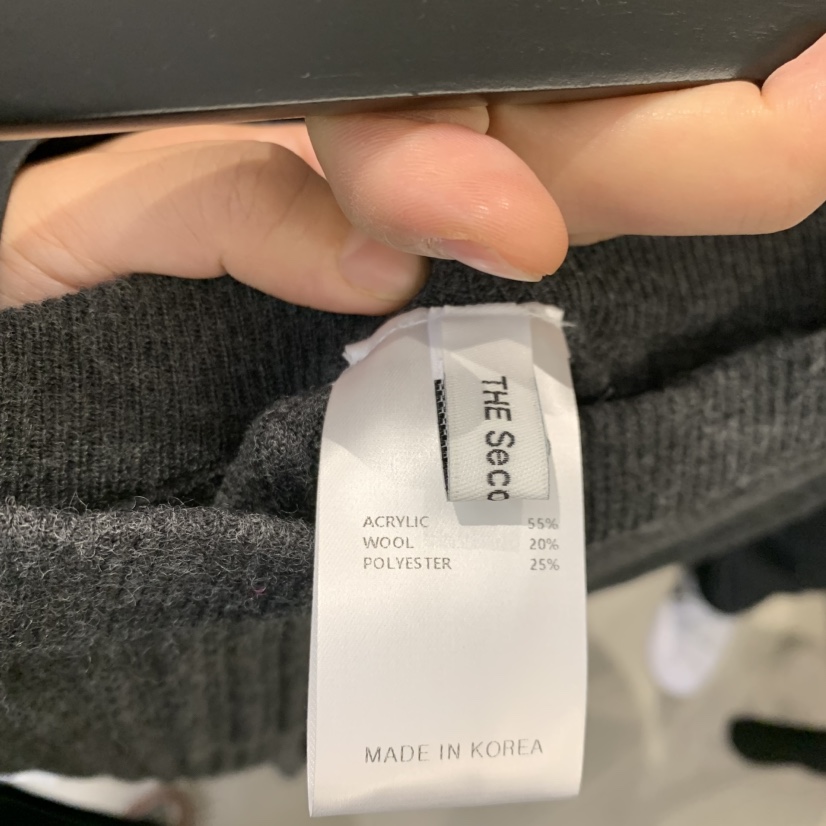 THE Seco
ACRYLIC 55%
WOOL 20%
POLYESTER 25%
MADE IN KOREA